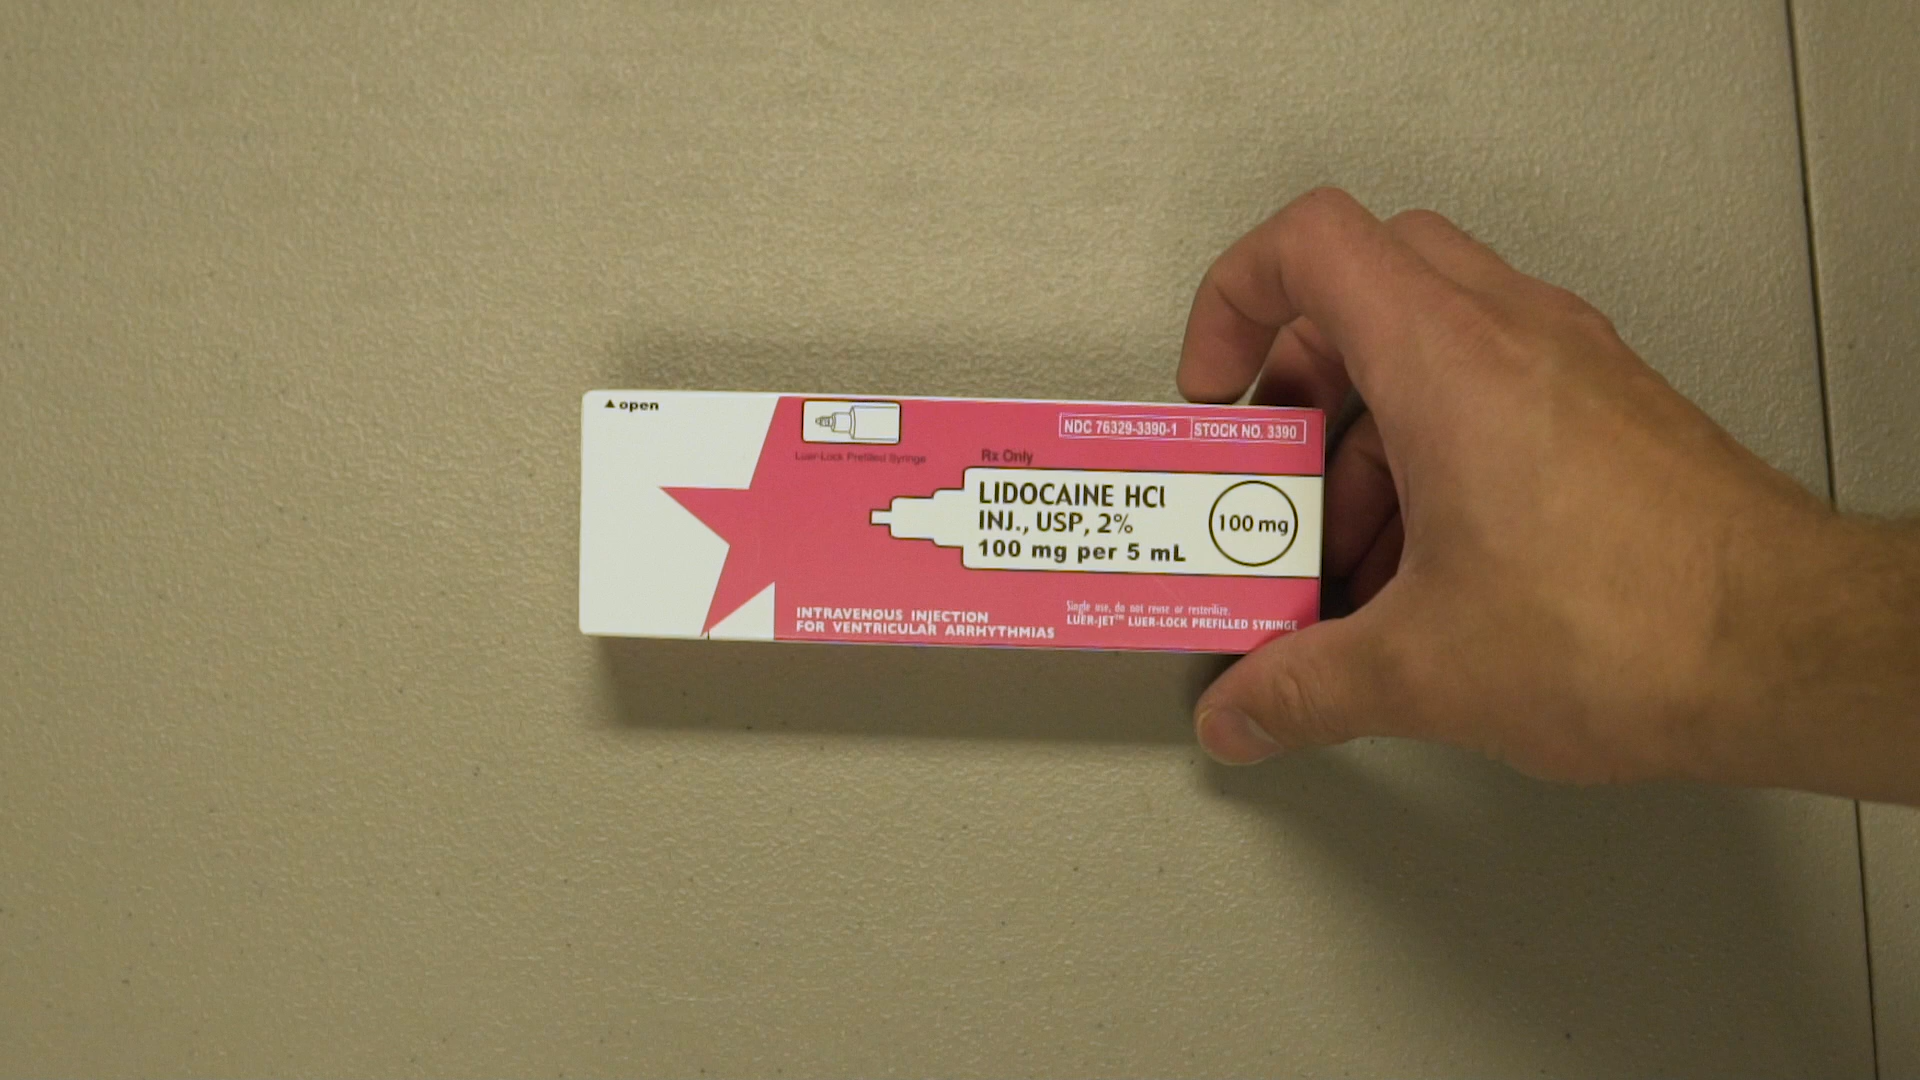 ▲ open
NDC 76329-3390-1 STOCK NO. 3390
Luer-Lock Prefilled Syringe
Rx Only
LIDOCAINE HCl
INJ., USP, 2%
100 mg per 5 mL
100 mg
INTRAVENOUS INJECTION
FOR VENTRICULAR ARRHYTHMIAS
Single use, do not reuse or resterilize.
LUER-JET™ LUER-LOCK PREFILLED SYRINGE